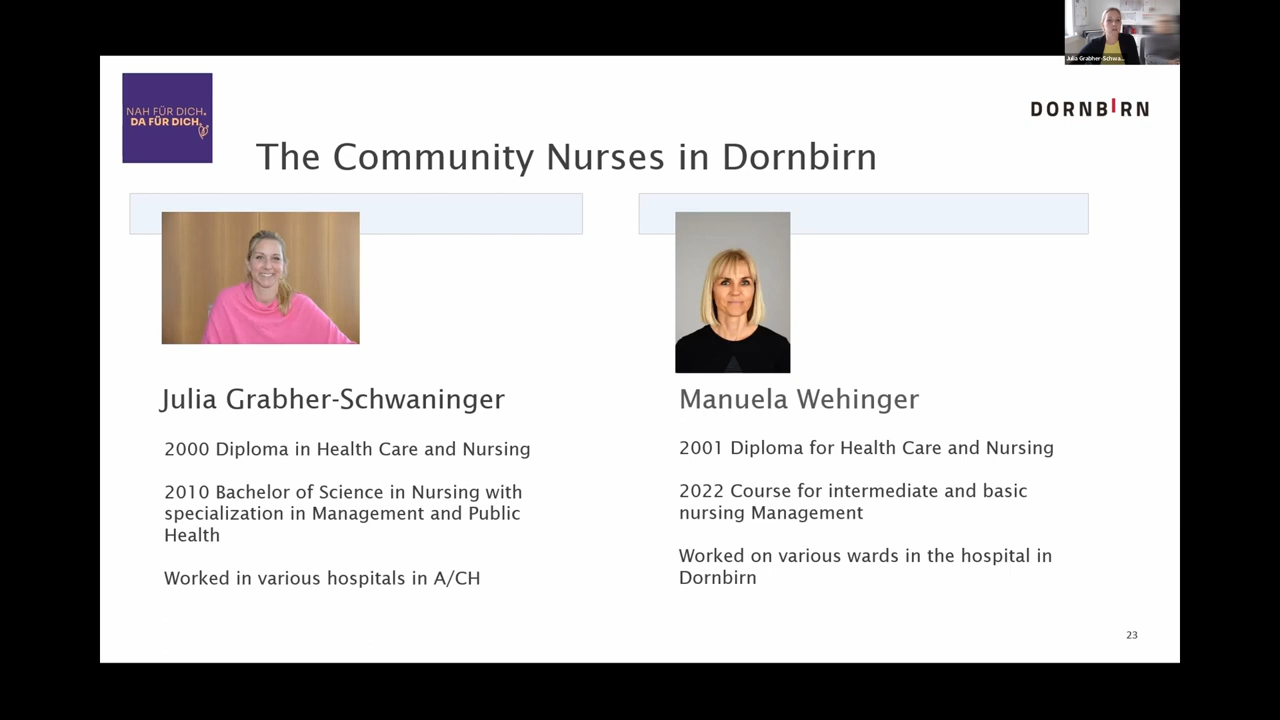 Julia Grabher-Schwa...
NAH FÜR DICH.
DA FÜR DICH.
DORNBIRN
The Community Nurses in Dornbirn
Julia Grabher-Schwaninger
2000 Diploma in Health Care and Nursing
2010 Bachelor of Science in Nursing with
specialization in Management and Public
Health
Worked in various hospitals in A/CH
Manuela Wehinger
2001 Diploma for Health Care and Nursing
2022 Course for intermediate and basic
nursing Management
Worked on various wards in the hospital in
Dornbirn
23